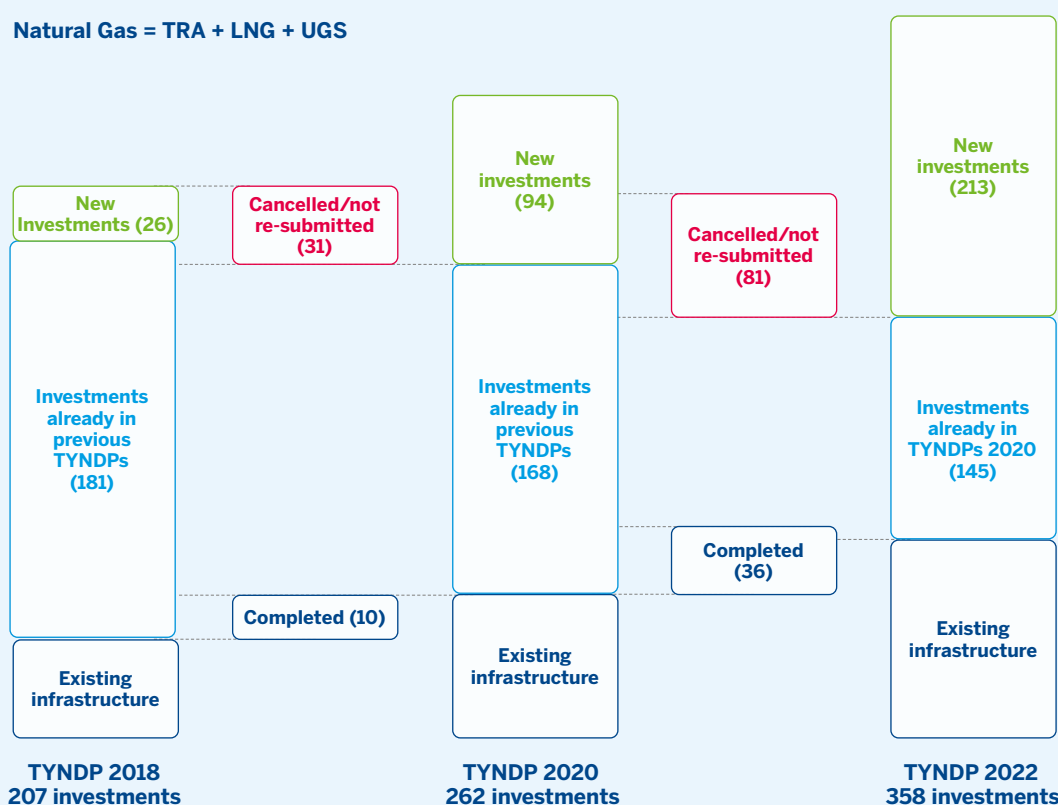 Natural Gas = TRA + LNG + UGS
New
Investments (26)
Investments
already in
previous
TYNDPs
(181)
Existing
infrastructure
TYNDP 2018
207 investments
Cancelled/not
re-submitted
(31)
Completed (10)
New
investments
(94)
Investments
already in
previous
TYNDPs
(168)
Existing
infrastructure
TYNDP 2020
262 investments
Cancelled/not
re-submitted
(81)
Completed
(36)
New
investments
(213)
Investments
already in
TYNDPs 2020
(145)
Existing
infrastructure
TYNDP 2022
358 investments